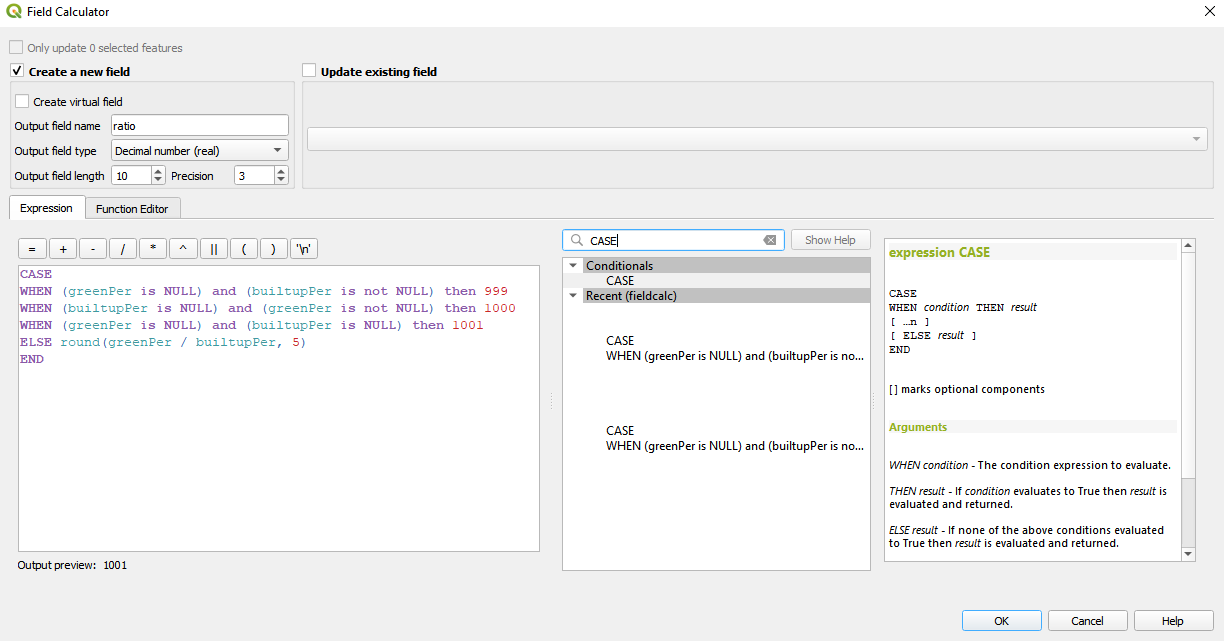 Field Calculator
Only update 0 selected features
Create a new field
Update existing field
Create virtual field
Output field name ratio
Output field type Decimal number (real)
Output field length 10 Precision 3
Expression Function Editor
= + - / * ^ || ( ) '\n'
CASE
WHEN (greenPer is NULL) and (builtupPer is not NULL) then 999
WHEN (builtupPer is NULL) and (greenPer is not NULL) then 1000
WHEN (greenPer is NULL) and (builtupPer is NULL) then 1001
ELSE round(greenPer / builtupPer, 5)
END
Output preview: 1001
CASE
Show Help
Conditionals
CASE
Recent (fieldcalc)
CASE
WHEN (greenPer is NULL) and (builtupPer is no...
CASE
WHEN (greenPer is NULL) and (builtupPer is no...
expression CASE
CASE
WHEN condition THEN result
[ …n ]
[ ELSE result ]
END
[ ] marks optional components
Arguments
WHEN condition - The condition expression to evaluate.
THEN result - If condition evaluates to True then result is
evaluated and returned.
ELSE result - If none of the above conditions evaluated
to True then result is evaluated and returned.
OK
Cancel
Help